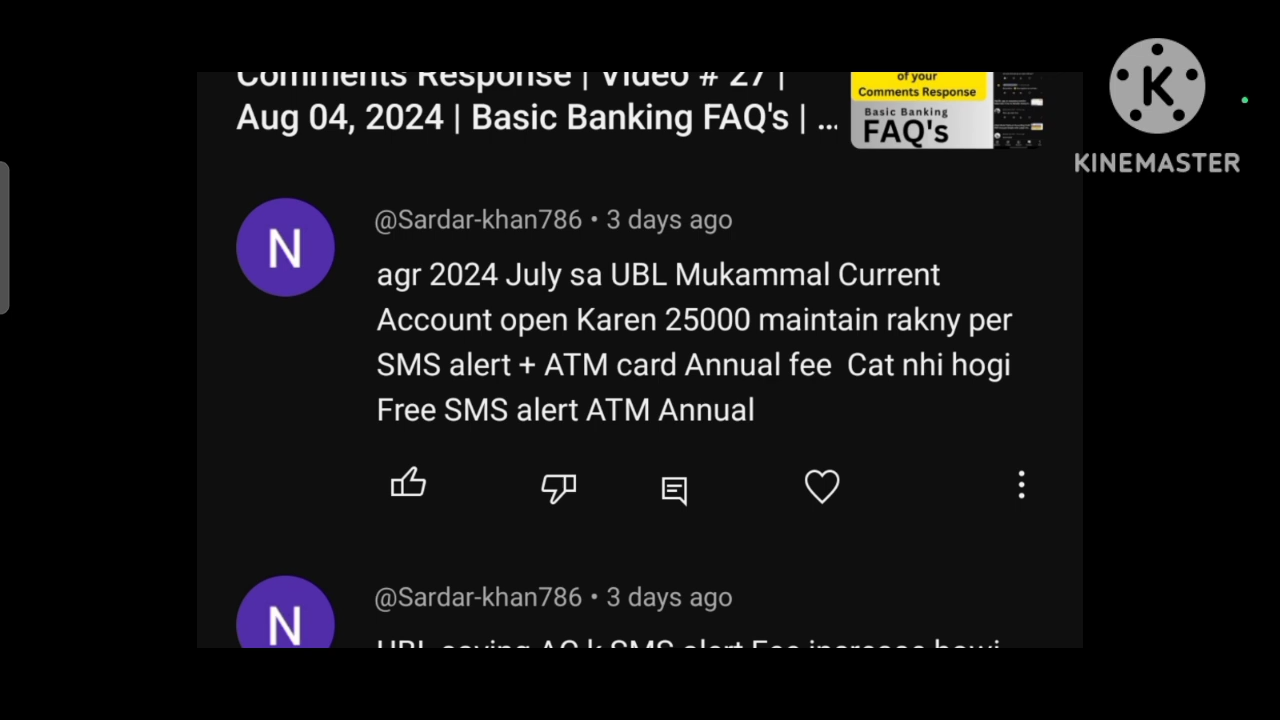 Comments Response | Video # 27 |
Aug 04, 2024 | Basic Banking FAQ's | ...
of your
Comments Response
Basic Banking
FAQ's
K
KINEMASTER
N
@Sardar-khan786 • 3 days ago
agr 2024 July sa UBL Mukammal Current
Account open Karen 25000 maintain rakny per
SMS alert + ATM card Annual fee  Cat nhi hogi
Free SMS alert ATM Annual
N
@Sardar-khan786 • 3 days ago
UBL saving AC k SMS alert Fee increase howi